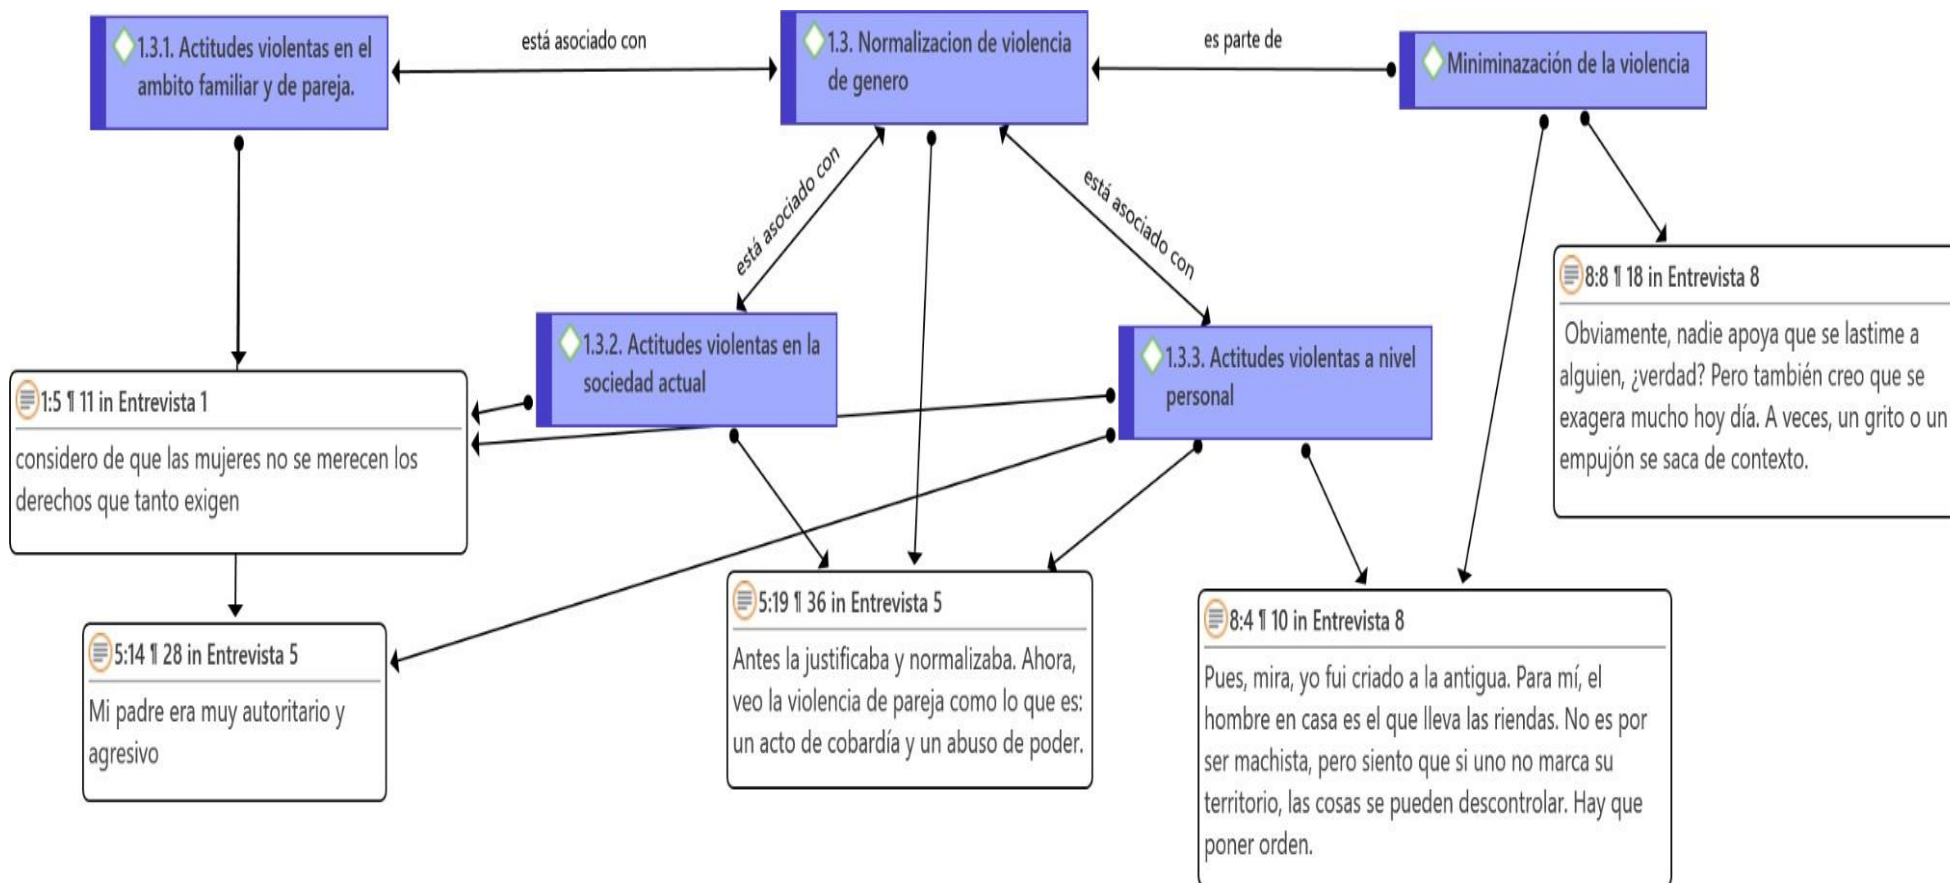 1.3.1. Actitudes violentas en el
ambito familiar y de pareja.
está asociado con
1.3. Normalizacion de violencia
de genero
es parte de
Miniminazación de la violencia
está asociado con
está asociado con
1.3.2. Actitudes violentas en la
sociedad actual
1.3.3. Actitudes violentas a nivel
personal
8:8 ¶ 18 in Entrevista 8
Obviamente, nadie apoya que se lastime a
alguien, ¿verdad? Pero también creo que se
exagera mucho hoy día. A veces, un grito o un
empujón se saca de contexto.
1:5 ¶ 11 in Entrevista 1
considero de que las mujeres no se merecen los
derechos que tanto exigen
5:14 ¶ 28 in Entrevista 5
Mi padre era muy autoritario y
agresivo
5:19 ¶ 36 in Entrevista 5
Antes la justificaba y normalizaba. Ahora,
veo la violencia de pareja como lo que es:
un acto de cobardía y un abuso de poder.
8:4 ¶ 10 in Entrevista 8
Pues, mira, yo fui criado a la antigua. Para mí, el
hombre en casa es el que lleva las riendas. No es por
ser machista, pero siento que si uno no marca su
territorio, las cosas se pueden descontrolar. Hay que
poner orden.